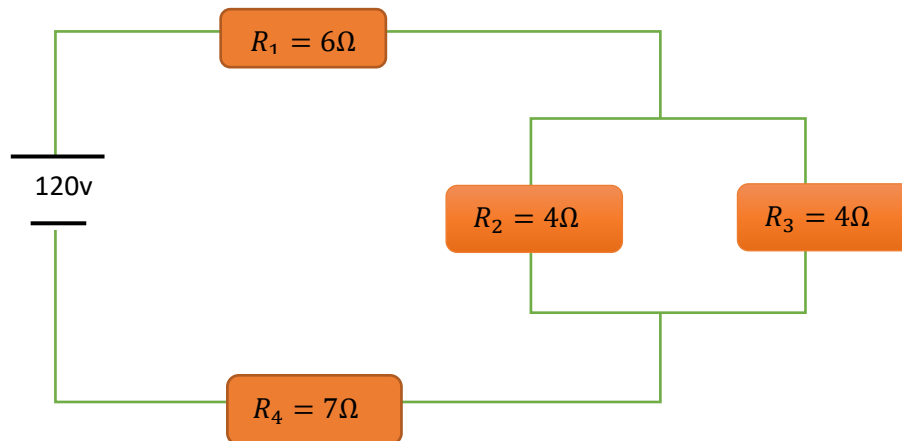 R₁ = 6Ω
120v
R₂ = 4Ω
R₃ = 4Ω
R₄ = 7Ω